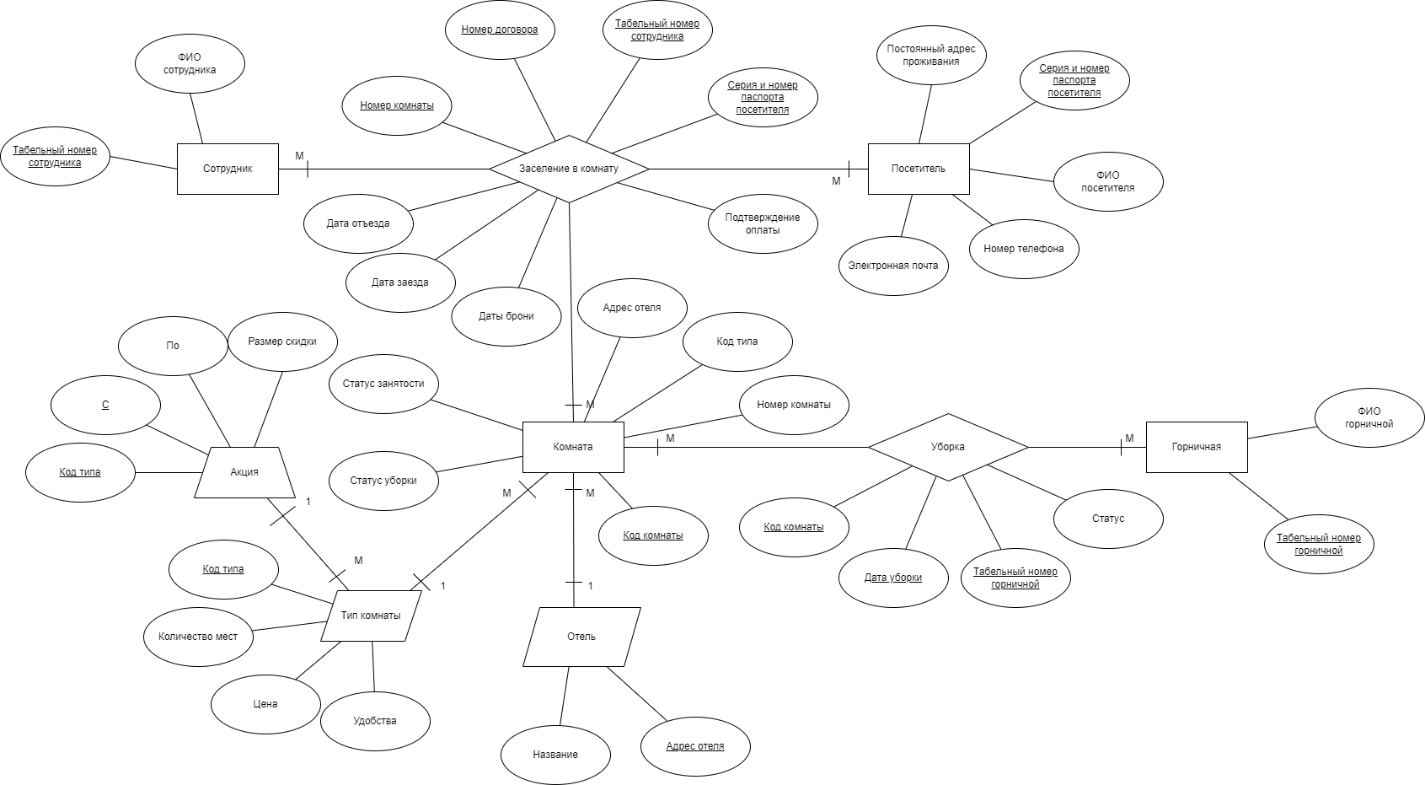 Номер договора
Табельный номер
сотрудника
ФИО
сотрудника
Постоянный адрес
проживания
Серия и номер
паспорта
посетителя
Серия и номер
паспорта
посетителя
Номер комнаты
Табельный номер
сотрудника
М
Сотрудник
Заселение в комнату
М
Посетитель
ФИО
посетителя
Дата отъезда
Подтверждение
оплаты
Номер телефона
Электронная почта
Дата заезда
Даты брони
Адрес отеля
По
Размер скидки
Код типа
Статус занятости
С
М
Номер комнаты
ФИО
горничной
Комната
М
Уборка
М
Горничная
Код типа
Акция
Статус уборки
М
М
1
Код комнаты
Код комнаты
Статус
Табельный номер
горничной
М
Код типа
1
1
Дата уборки
Табельный номер
горничной
Тип комнаты
Количество мест
Отель
Цена
Удобства
Название
Адрес отеля